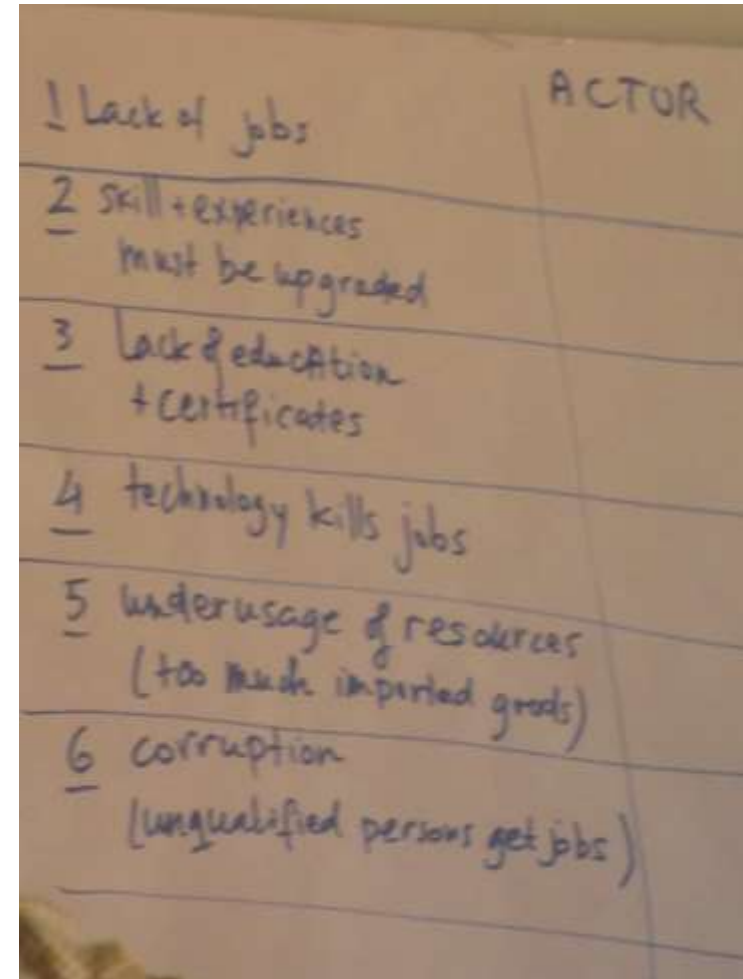 ACTOR
1 Lack of jobs
2 skill + experiences
must be upgraded
3 Lack of educAtion
+ certificates
4 technology kills jobs
5 underusage of resources
(too much imported goods)
6 corruption
(unqualified persons get jobs)